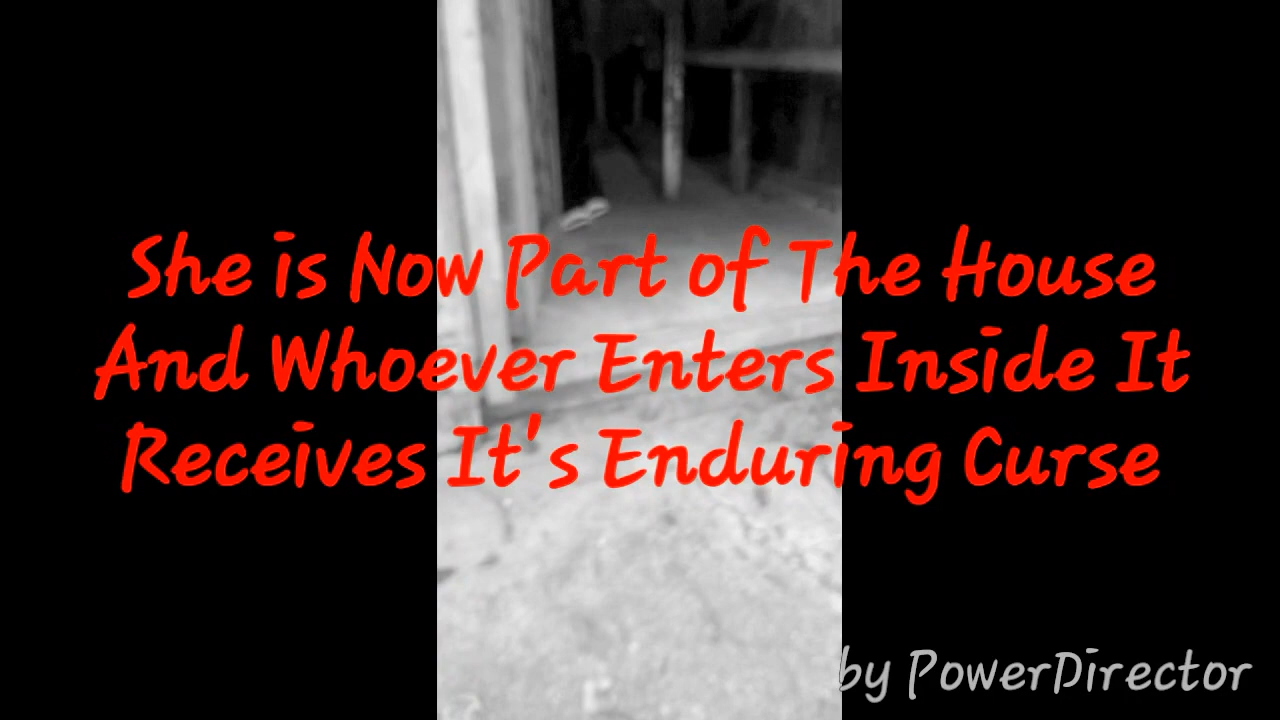 She is Now Part of The House
And Whoever Enters Inside It
Receives It's Enduring Curse
by PowerDirector